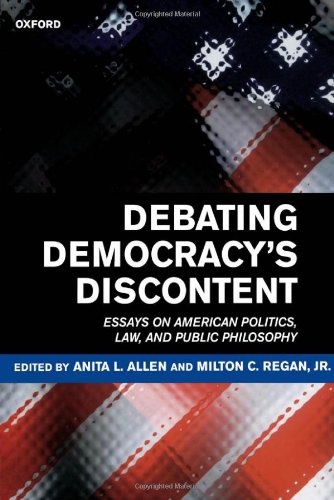 OXFORD
DEBATING
DEMOCRACY'S
DISCONTENT
ESSAYS ON AMERICAN POLITICS,
LAW, AND PUBLIC PHILOSOPHY
EDITED BY ANITA L. ALLEN AND MILTON C. REGAN, JR.